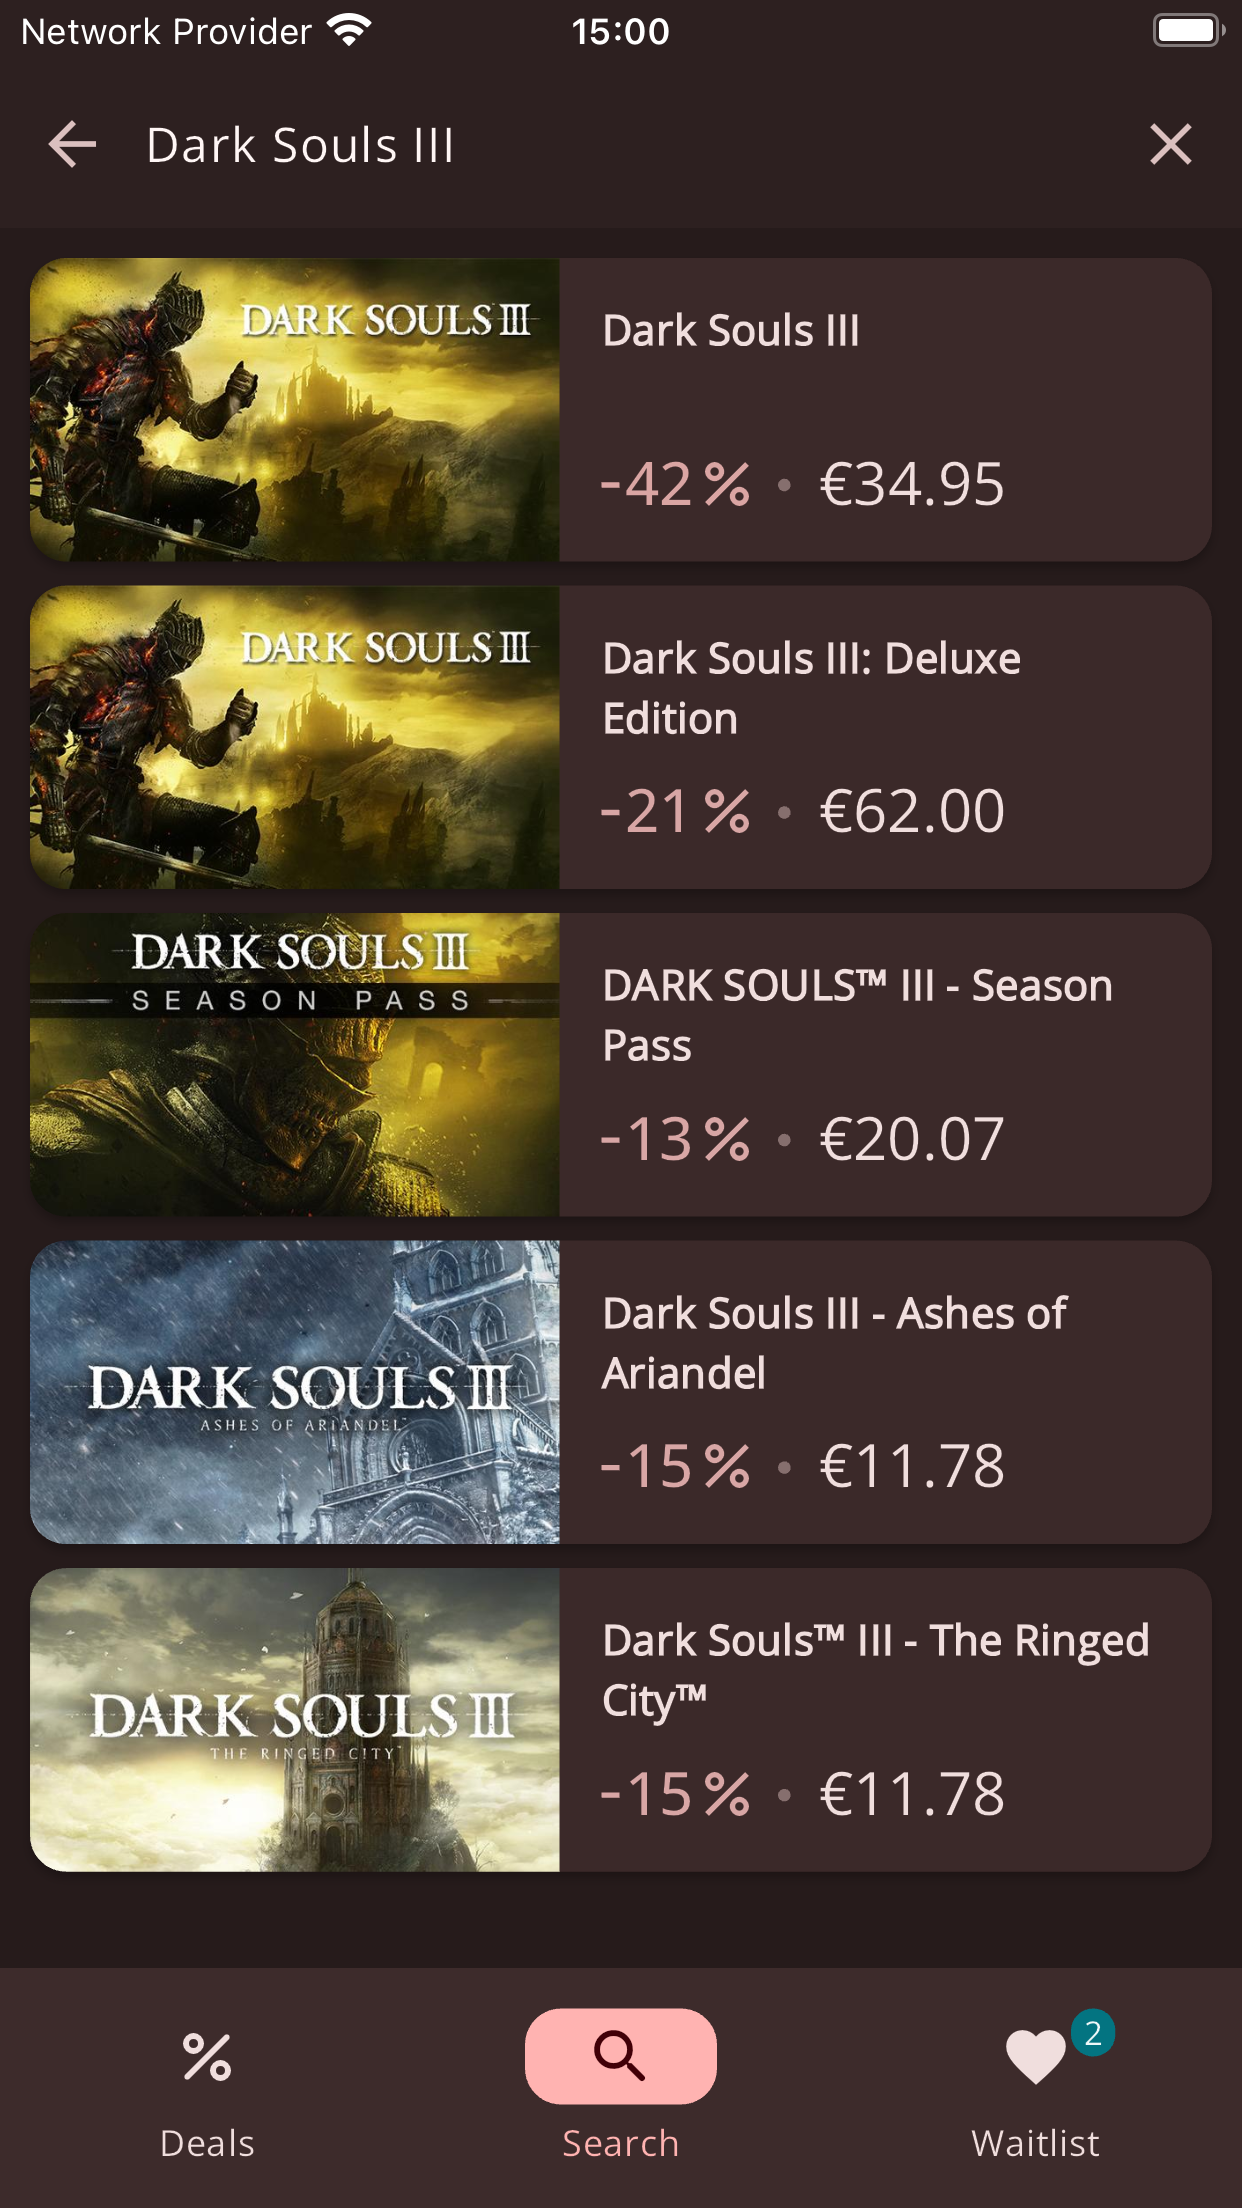 Network Provider 15:00
Dark Souls III
DARK SOULS III
Dark Souls III
-42% • €34.95
DARK SOULS III
Dark Souls III: Deluxe
Edition
-21% • €62.00
DARK SOULS III
SEASON PASS
DARK SOULS™ III - Season
Pass
-13% • €20.07
DARK SOULS III
ASHES OF ARIANDEL™
Dark Souls III - Ashes of
Ariandel
-15% • €11.78
DARK SOULS III
THE RINGED CITY™
Dark Souls™ III - The Ringed
City™
-15% • €11.78
2
Deals Search Waitlist